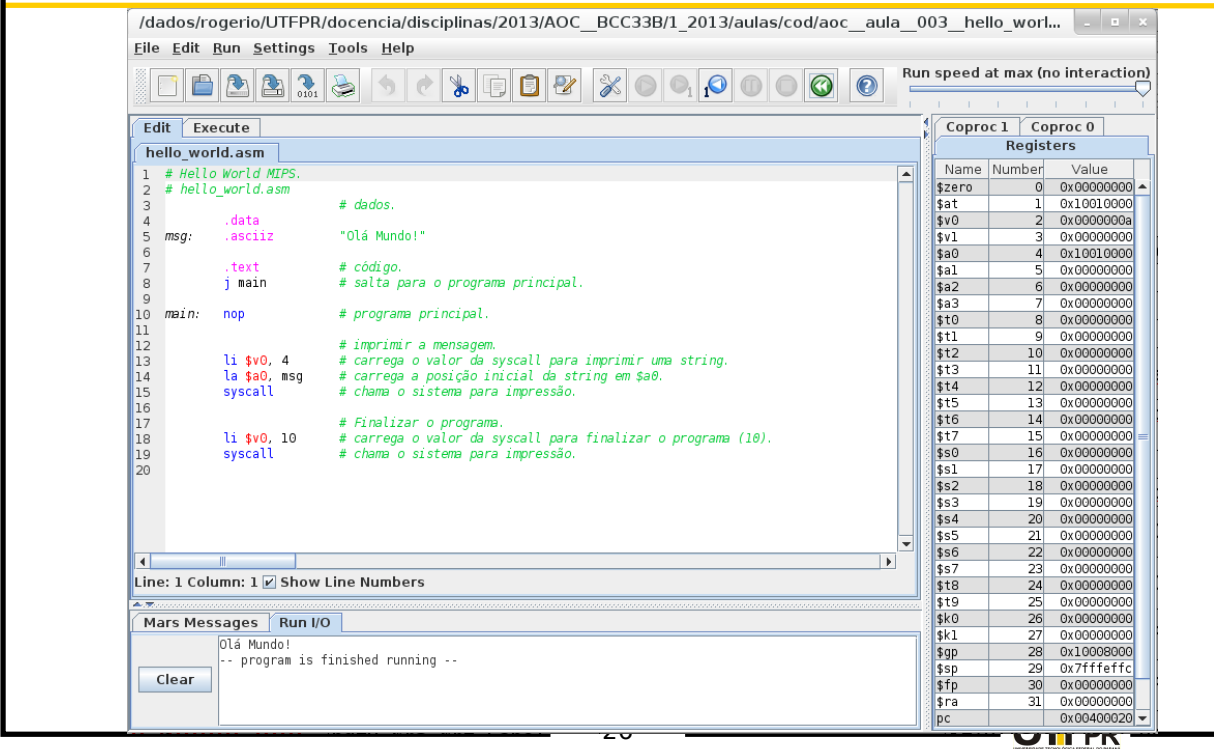 /dados/rogerio/UTFPR/docencia/disciplinas/2013/AOC__BCC33B/1_2013/aulas/cod/aoc__aula__003__hello_worl...
File Edit Run Settings Tools Help
Run speed at max (no interaction)
Edit Execute
hello_world.asm
1 # Hello World MIPS.
2 # hello_world.asm
3 # dados.
4 .data
5 msg: .asciiz "Olá Mundo!"
6
7 .text # código.
8 j main # salta para o programa principal.
9
10 main: nop # programa principal.
11
12 # imprimir a mensagem.
13 li $v0, 4 # carrega o valor da syscall para imprimir uma string.
14 la $a0, msg # carrega a posição inicial da string em $a0.
15 syscall # chama o sistema para impressão.
16
17 # Finalizar o programa.
18 li $v0, 10 # carrega o valor da syscall para finalizar o programa (10).
19 syscall # chama o sistema para impressão.
20
Line: 1 Column: 1 Show Line Numbers
Mars Messages Run I/O
Olá Mundo!
-- program is finished running --
Clear
Coproc 1 Coproc 0
Registers
Name Number Value
$zero 0 0x00000000
$at 1 0x10010000
$v0 2 0x0000000a
$v1 3 0x00000000
$a0 4 0x10010000
$a1 5 0x00000000
$a2 6 0x00000000
$a3 7 0x00000000
$t0 8 0x00000000
$t1 9 0x00000000
$t2 10 0x00000000
$t3 11 0x00000000
$t4 12 0x00000000
$t5 13 0x00000000
$t6 14 0x00000000
$t7 15 0x00000000
$s0 16 0x00000000
$s1 17 0x00000000
$s2 18 0x00000000
$s3 19 0x00000000
$s4 20 0x00000000
$s5 21 0x00000000
$s6 22 0x00000000
$s7 23 0x00000000
$t8 24 0x00000000
$t9 25 0x00000000
$k0 26 0x00000000
$k1 27 0x00000000
$gp 28 0x10008000
$sp 29 0x7fffeffc
$fp 30 0x00000000
$ra 31 0x00000000
pc 0x00400020
UTFPR